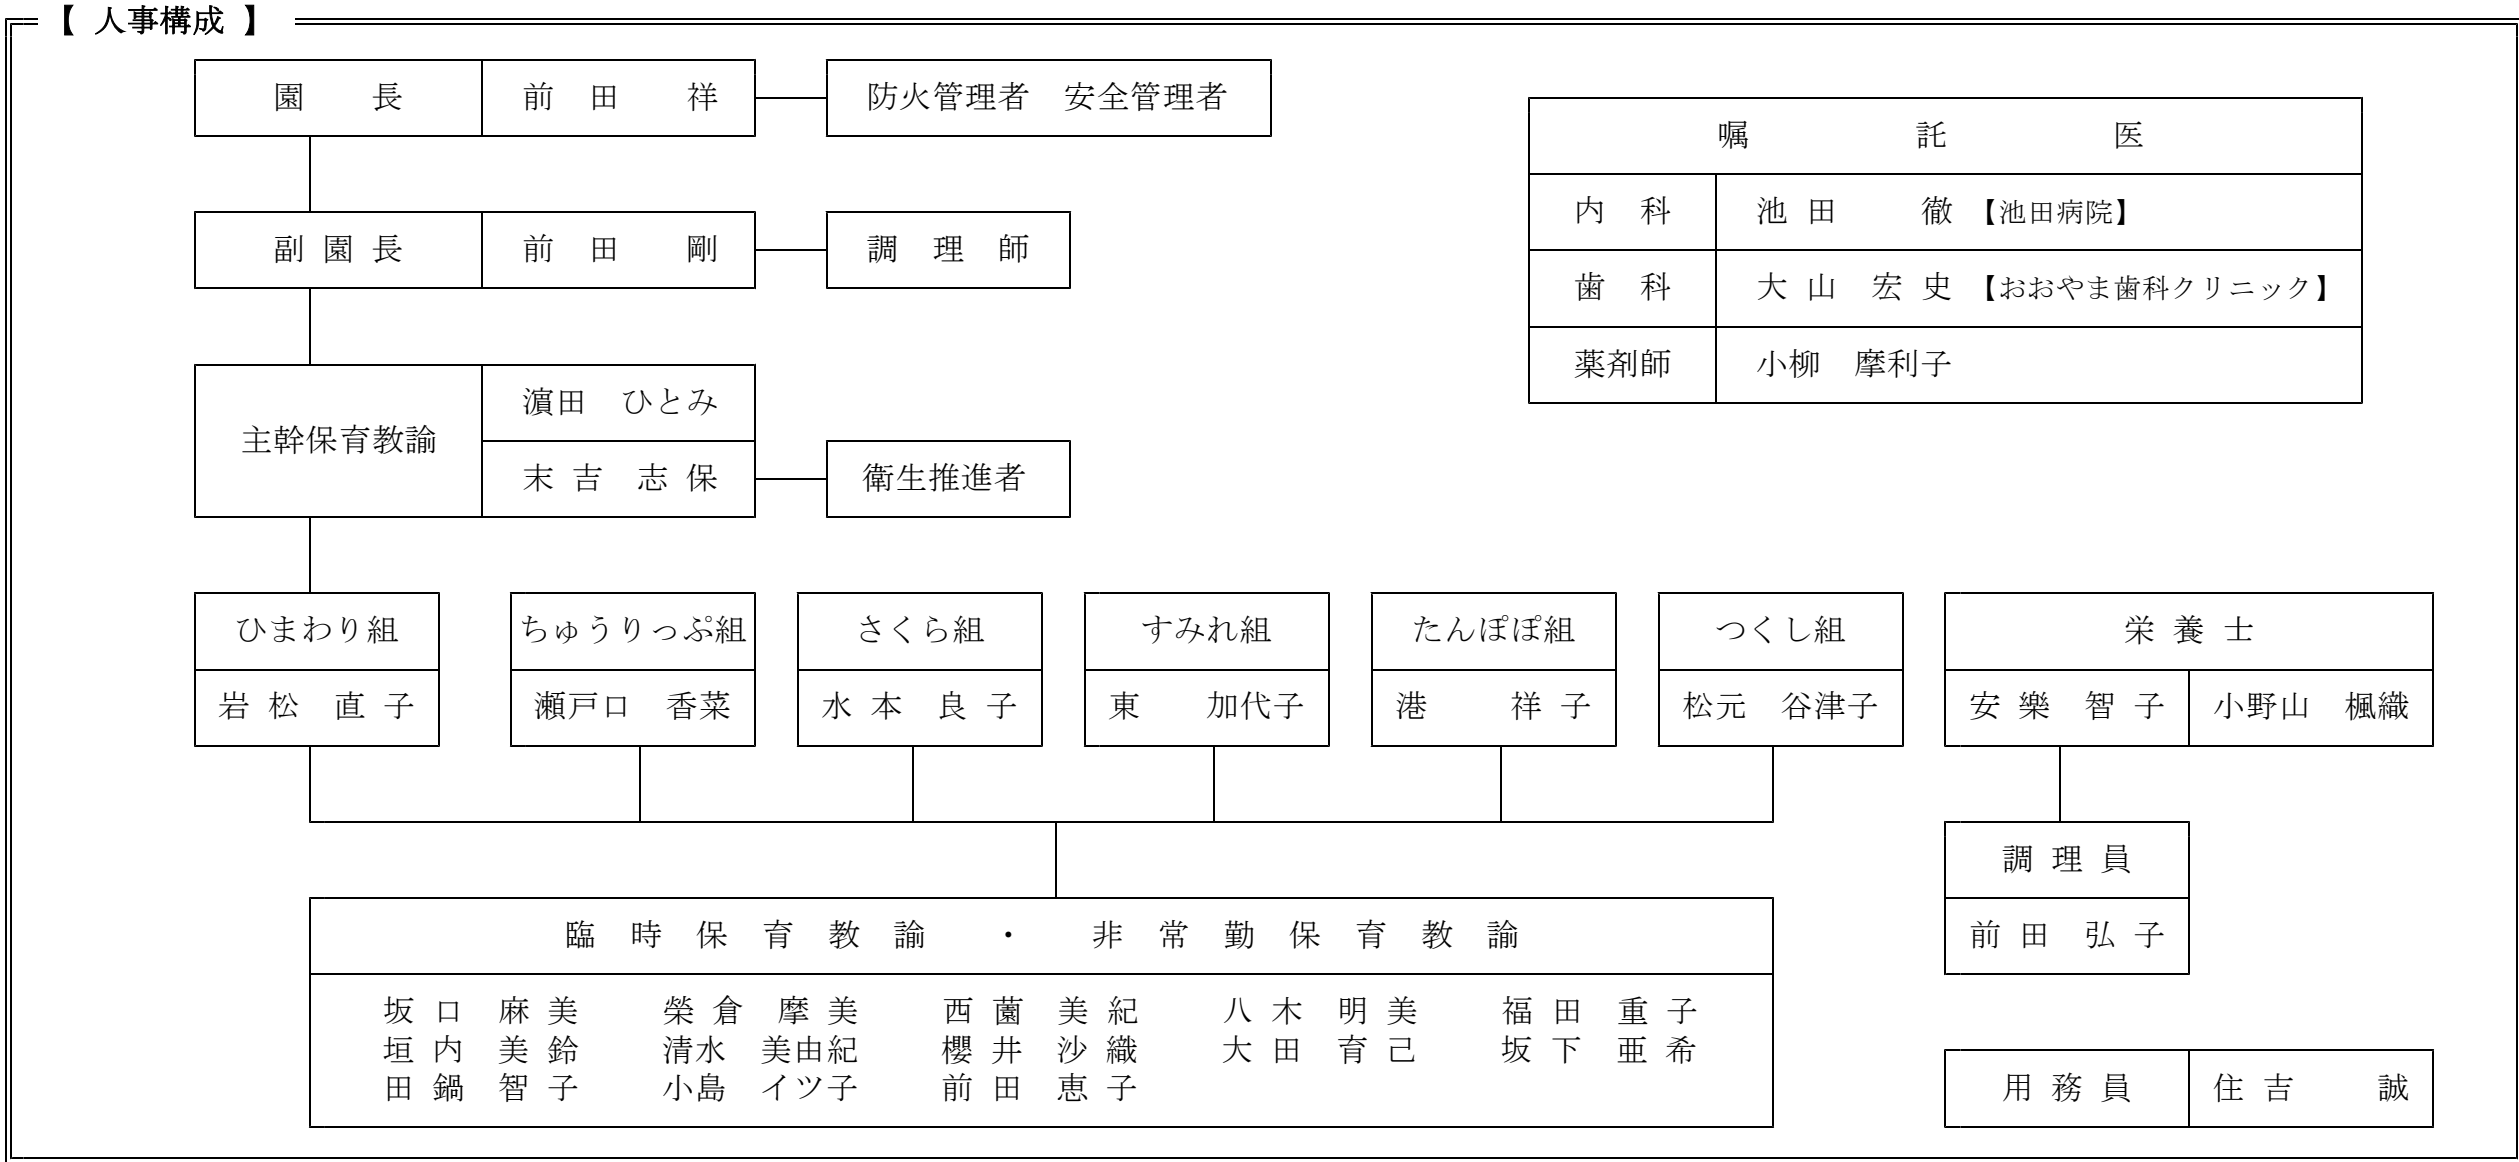 【 人事構成 】
園　長　前田　祥　防火管理者　安全管理者
嘱託医
副園長　前田　剛　調理師
内科　池田　徹【池田病院】
歯科　大山　宏史【おおやま歯科クリニック】
薬剤師　小柳　摩利子
主幹保育教諭
濵田　ひとみ
末吉　志保　衛生推進者
ひまわり組　ちゅうりっぷ組　さくら組　すみれ組　たんぽぽ組　つくし組　栄養士
岩松　直子　瀬戸口　香菜　水本　良子　東　加代子　港　祥子　松元　谷津子　安樂　智子　小野山　楓織
調理員
前田　弘子
臨時保育教諭　・　非常勤保育教諭
坂口　麻美　榮倉　摩美　西薗　美紀　八木　明美　福田　重子
垣内　美鈴　清水　美由紀　櫻井　沙織　大田　育己　坂下　亜希
田鍋　智子　小島　イツ子　前田　恵子
用務員　住吉　誠